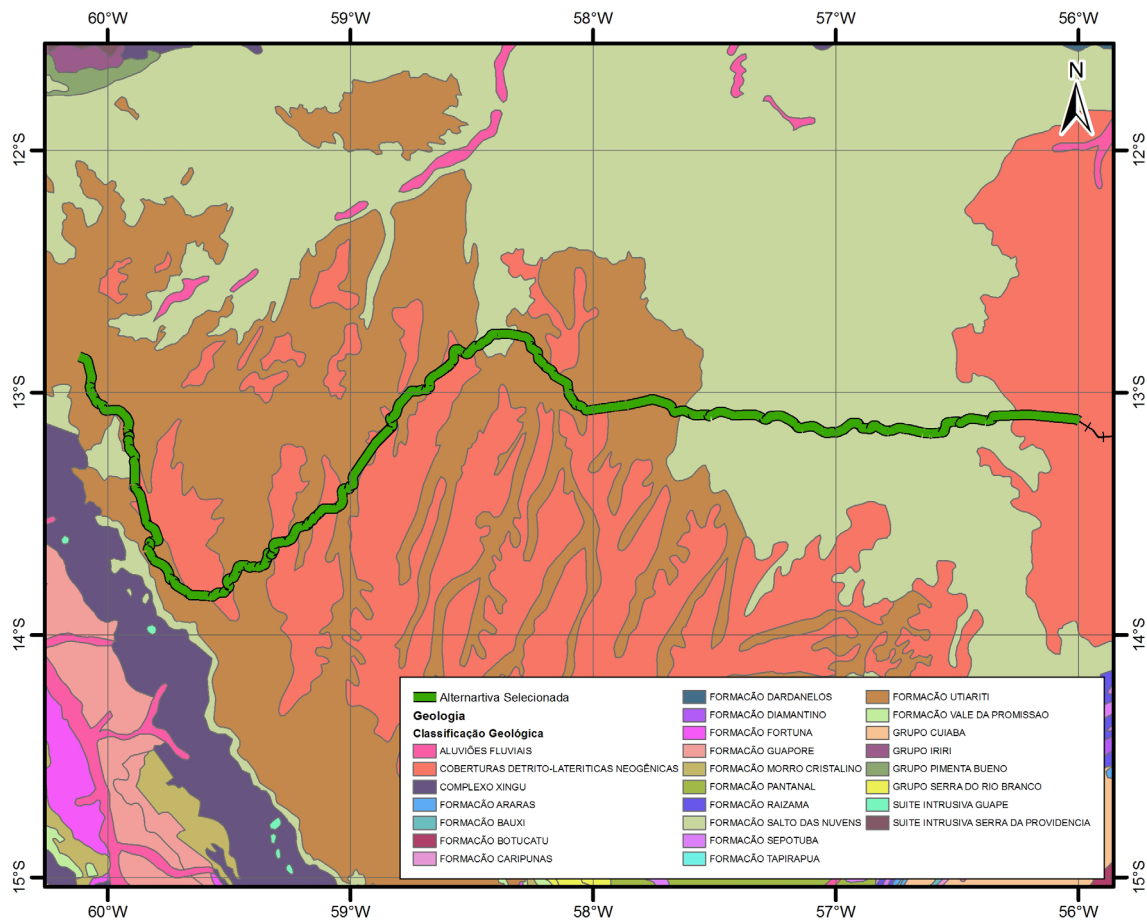 60°W 59°W 58°W 57°W 56°W
N
12°S 12°S
13°S 13°S
14°S 14°S
15°S 15°S
Alternartiva Selecionada
Geologia
Classificação Geológica
ALUVIÕES FLUVIAIS
COBERTURAS DETRITO-LATERITICAS NEOGÊNICAS
COMPLEXO XINGU
FORMACÃO ARARAS
FORMACÃO BAUXI
FORMACÃO BOTUCATU
FORMACÃO CARIPUNAS
FORMACÃO DARDANELOS
FORMACÃO DIAMANTINO
FORMACÃO FORTUNA
FORMACÃO GUAPORE
FORMACÃO MORRO CRISTALINO
FORMACÃO PANTANAL
FORMACÃO RAIZAMA
FORMACÃO SALTO DAS NUVENS
FORMACÃO SEPOTUBA
FORMACÃO TAPIRAPUA
FORMACÃO UTIARITI
FORMACÃO VALE DA PROMISSAO
GRUPO CUIABA
GRUPO IRIRI
GRUPO PIMENTA BUENO
GRUPO SERRA DO RIO BRANCO
SUITE INTRUSIVA GUAPE
SUITE INTRUSIVA SERRA DA PROVIDENCIA
60°W 59°W 58°W 57°W 56°W